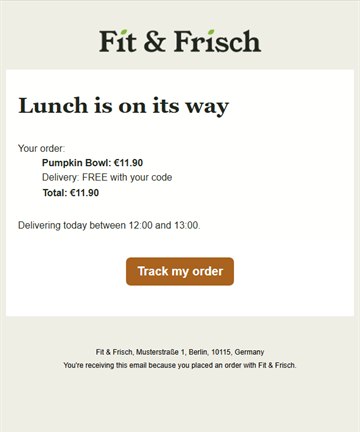 Fit & Frisch
Lunch is on its way
Your order:
Pumpkin Bowl: €11.90
Delivery: FREE with your code
Total: €11.90
Delivering today between 12:00 and 13:00.
Track my order
Fit & Frisch, Musterstraße 1, Berlin, 10115, Germany
You're receiving this email because you placed an order with Fit & Frisch.